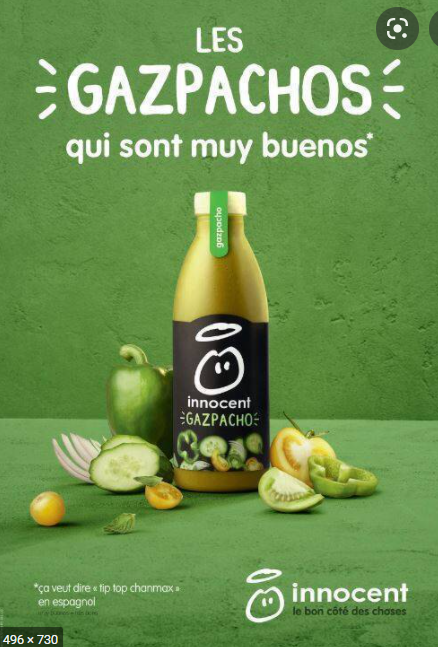 LES
GAZPACHOS
qui sont muy buenos*
gazpacho
innocent
GAZPACHO
*ça veut dire « tip top chanmax »
en espagnol
innocent
le bon côté des choses
496 × 730